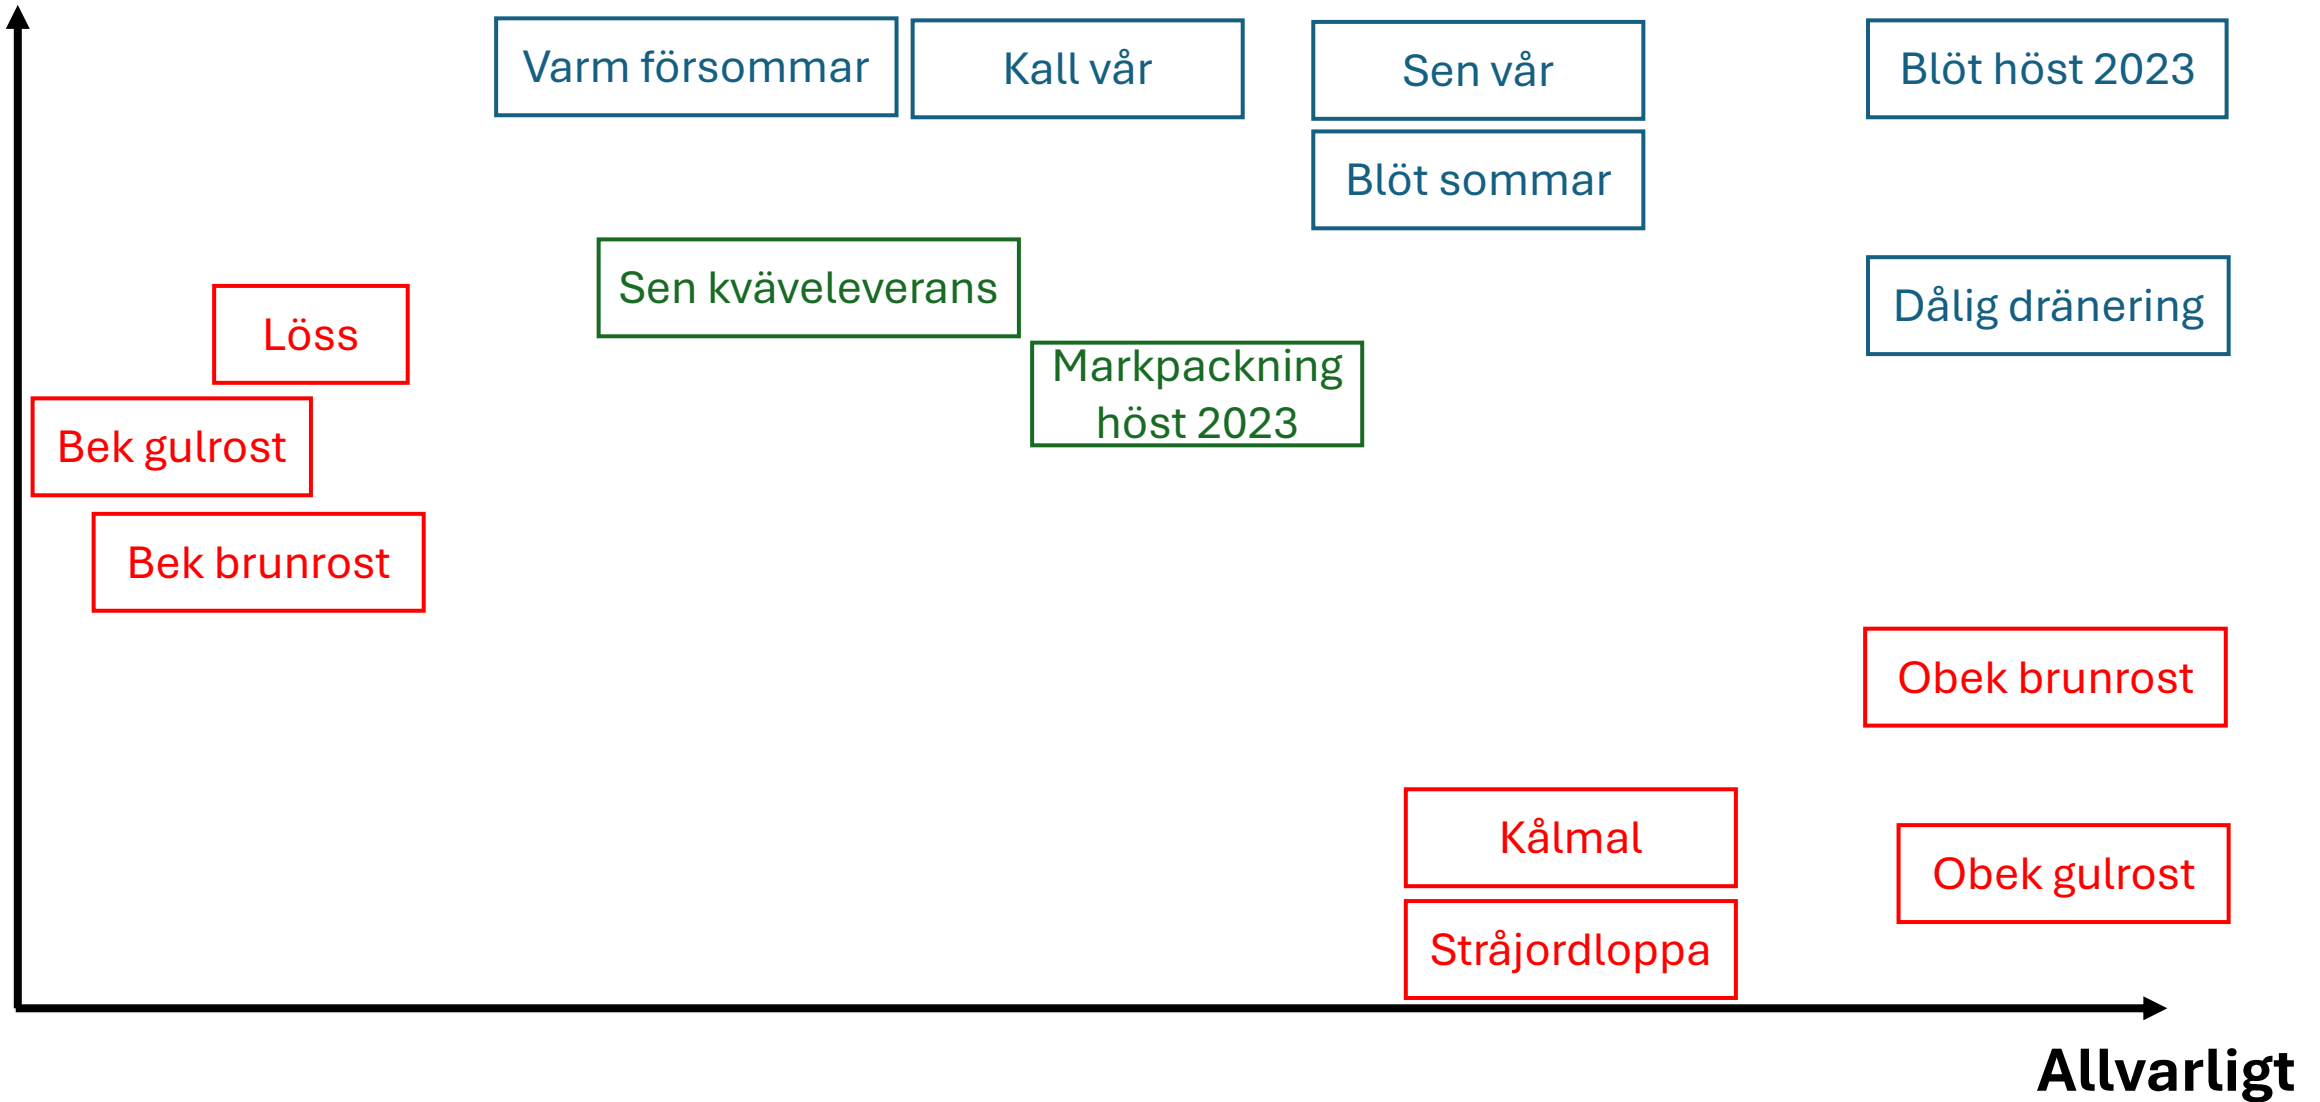 Varm försommar
Kall vår
Sen vår
Blöt höst 2023
Blöt sommar
Sen kväveleverans
Dålig dränering
Löss
Markpackning
höst 2023
Bek gulrost
Bek brunrost
Obek brunrost
Kålmal
Obek gulrost
Stråjordloppa
Allvarligt